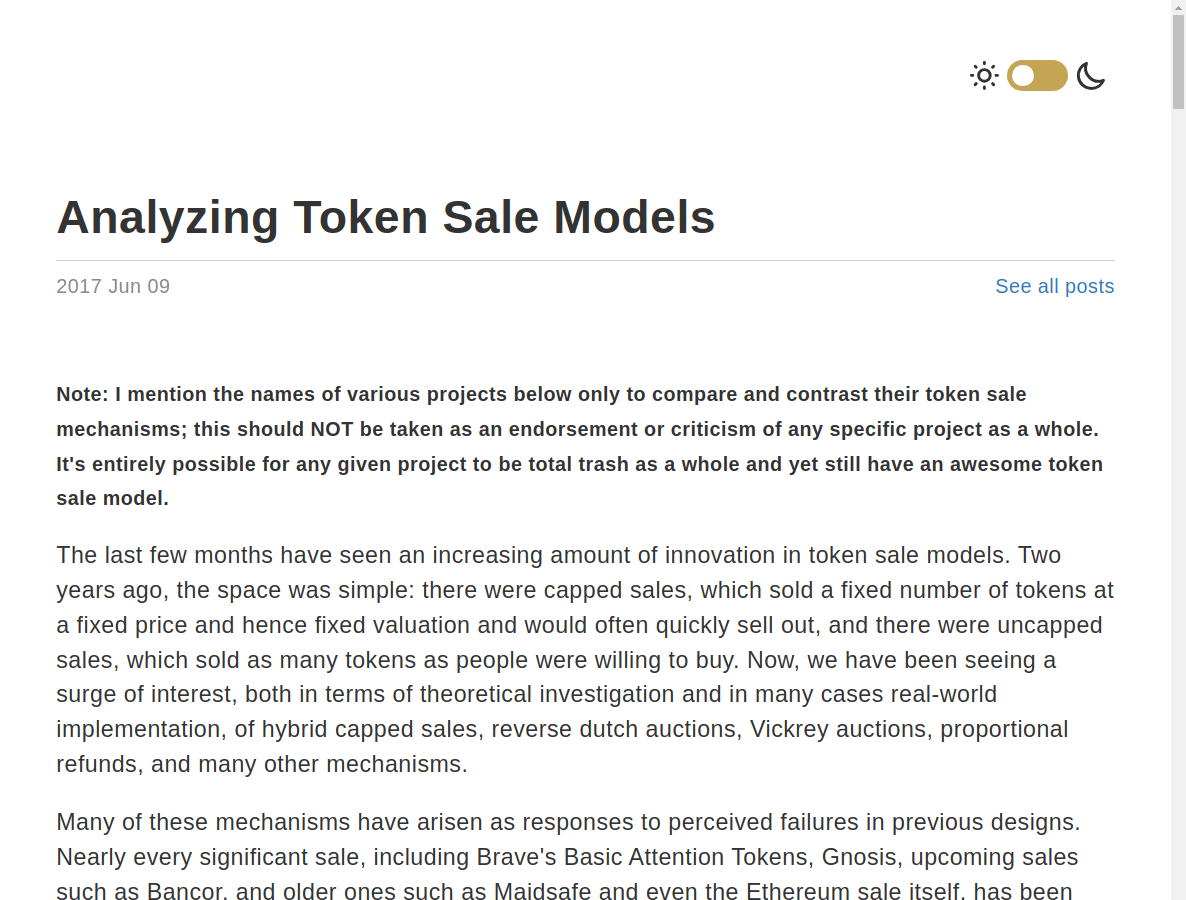 Analyzing Token Sale Models
2017 Jun 09
See all posts
Note: I mention the names of various projects below only to compare and contrast their token sale
mechanisms; this should NOT be taken as an endorsement or criticism of any specific project as a whole.
It's entirely possible for any given project to be total trash as a whole and yet still have an awesome token
sale model.
The last few months have seen an increasing amount of innovation in token sale models. Two
years ago, the space was simple: there were capped sales, which sold a fixed number of tokens at
a fixed price and hence fixed valuation and would often quickly sell out, and there were uncapped
sales, which sold as many tokens as people were willing to buy. Now, we have been seeing a
surge of interest, both in terms of theoretical investigation and in many cases real-world
implementation, of hybrid capped sales, reverse dutch auctions, Vickrey auctions, proportional
refunds, and many other mechanisms.
Many of these mechanisms have arisen as responses to perceived failures in previous designs.
Nearly every significant sale, including Brave's Basic Attention Tokens, Gnosis, upcoming sales
such as Bancor, and older ones such as Maidsafe and even the Ethereum sale itself, has been